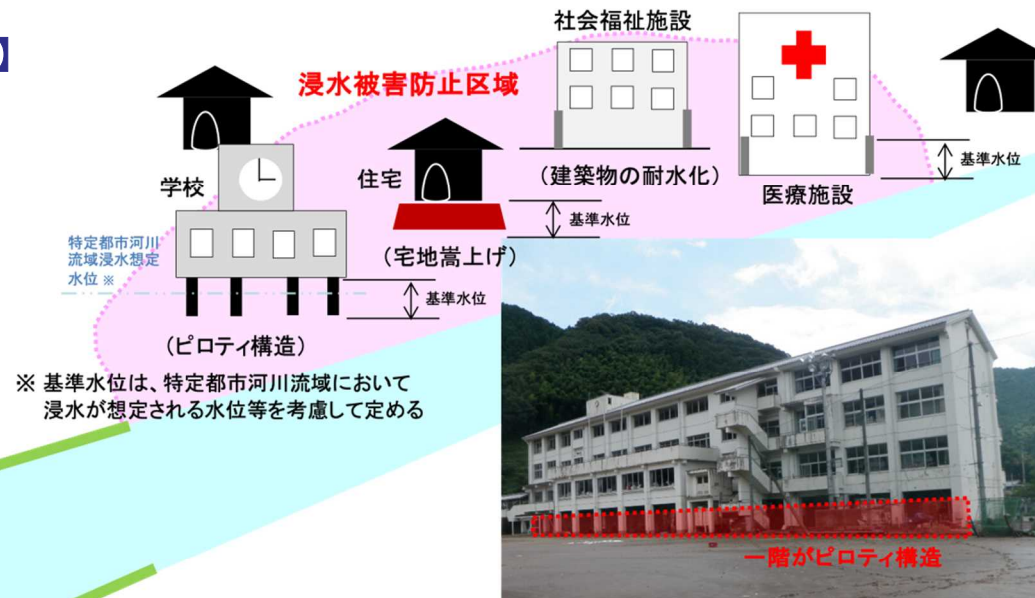 )
社会福祉施設
浸水被害防止区域
学校
住宅
(建築物の耐水化)
基準水位
医療施設
基準水位
特定都市河川
流域浸水想定
水位 ※
(宅地嵩上げ)
基準水位
(ピロティ構造)
※ 基準水位は、特定都市河川流域において
浸水が想定される水位等を考慮して定める
一階がピロティ構造